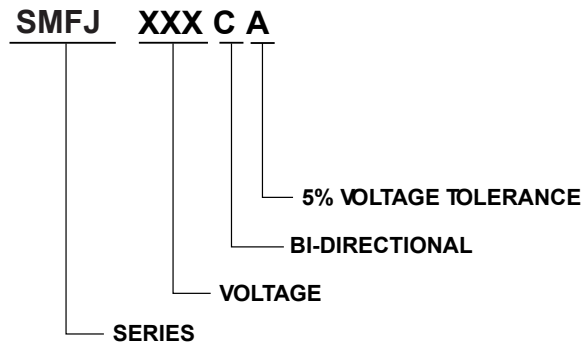 SMFJ XXX C A
5% VOLTAGE TOLERANCE
BI-DIRECTIONAL
VOLTAGE
SERIES